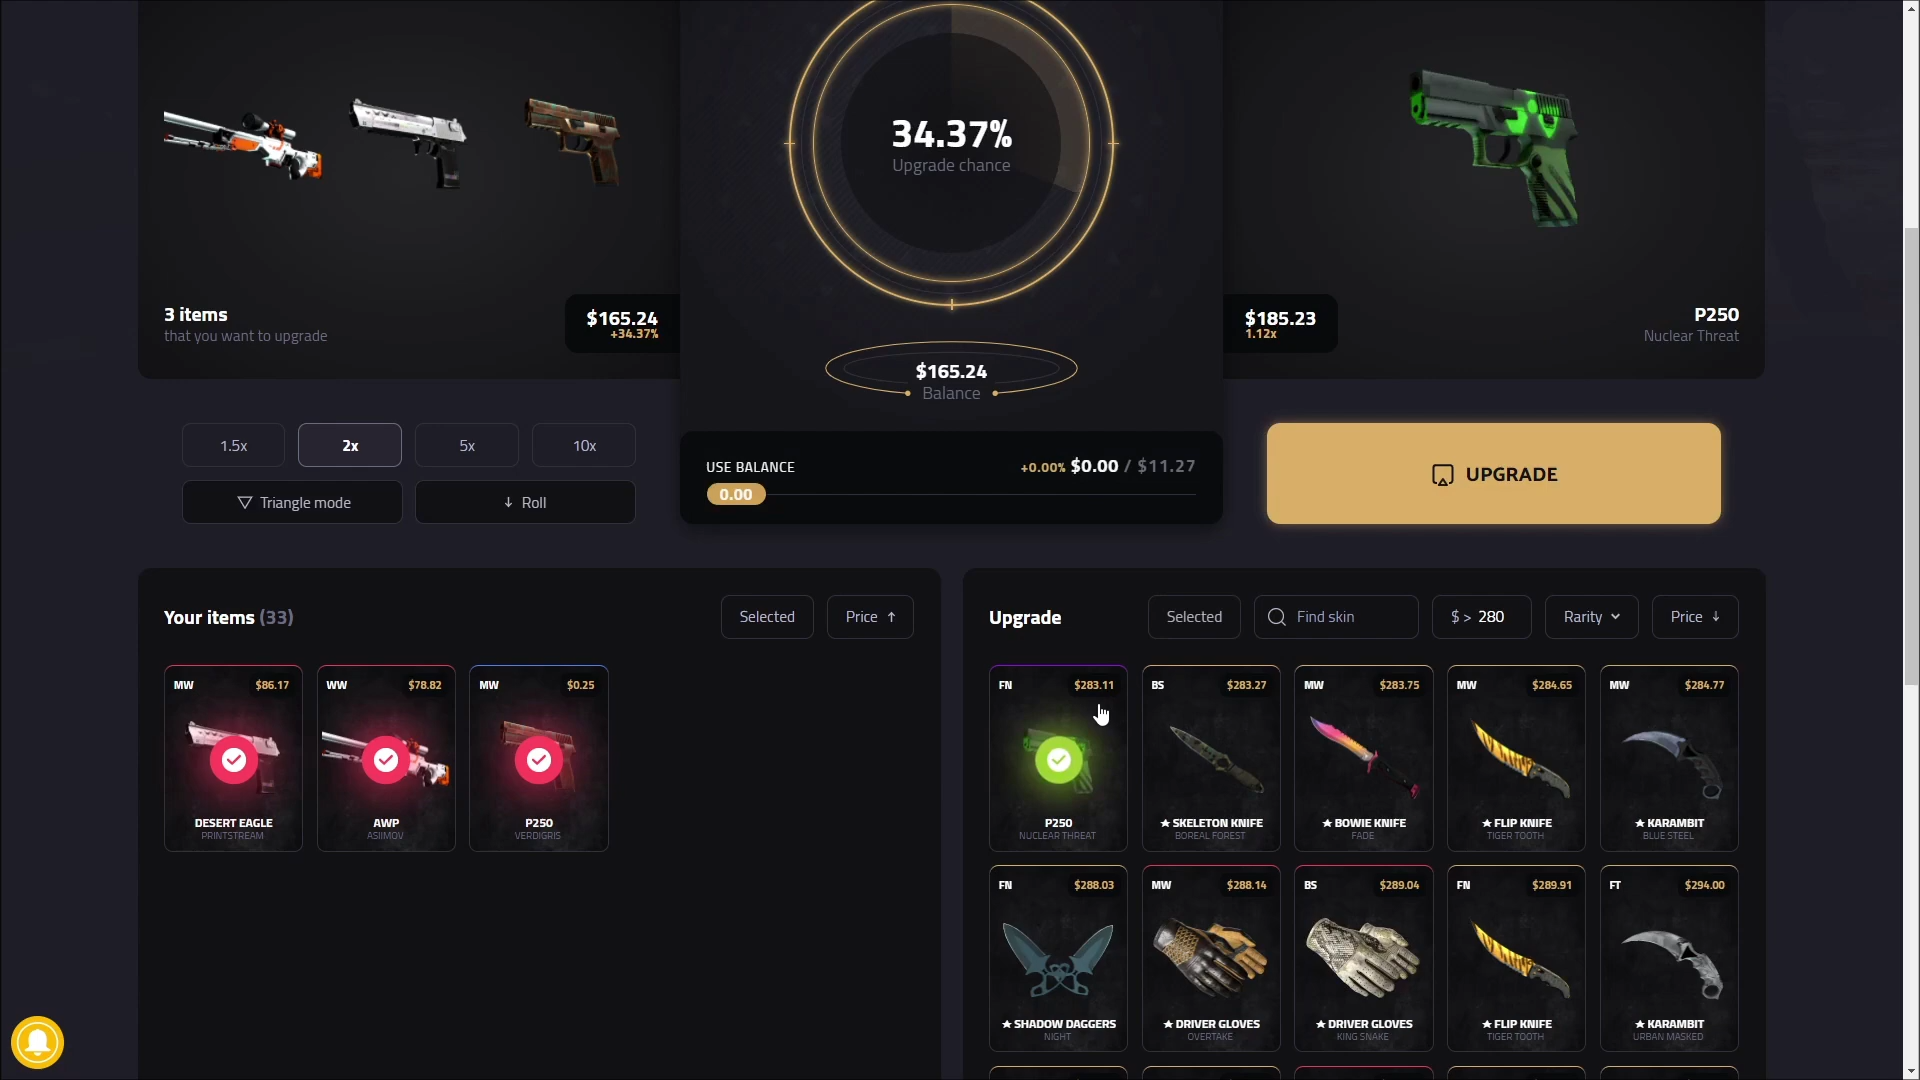 34.37%
Upgrade chance
3 items
that you want to upgrade
$165.24
+34.37%
$185.23
1.12x
P250
Nuclear Threat
$165.24
Balance
1.5x
2x
5x
10x
Triangle mode
Roll
USE BALANCE
+0.00% $0.00 / $11.27
0.00
UPGRADE
Your items (33)
Selected
Price
Upgrade
Selected
Find skin
$ > 280
Rarity
Price
MW $86.17
DESERT EAGLE
PRINTSTREAM
WW $78.82
AWP
ASIIMOV
MW $0.25
P250
VERDIGRIS
FN $283.11
P250
NUCLEAR THREAT
BS $283.27
★ SKELETON KNIFE
BOREAL FOREST
MW $283.75
★ BOWIE KNIFE
FADE
MW $284.65
★ FLIP KNIFE
TIGER TOOTH
MW $284.77
★ KARAMBIT
BLUE STEEL
FN $288.03
★ SHADOW DAGGERS
NIGHT
MW $288.14
★ DRIVER GLOVES
OVERTAKE
BS $289.04
★ DRIVER GLOVES
KING SNAKE
FN $289.91
★ FLIP KNIFE
TIGER TOOTH
FT $294.00
★ KARAMBIT
URBAN MASKED